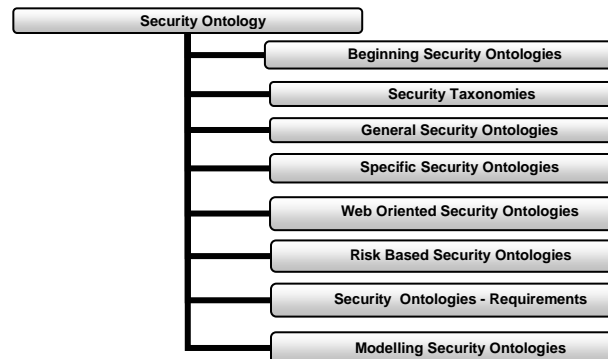 Security Ontology
Beginning Security Ontologies
Security Taxonomies
General Security Ontologies
Specific Security Ontologies
Web Oriented Security Ontologies
Risk Based Security Ontologies
Security Ontologies - Requirements
Modelling Security Ontologies